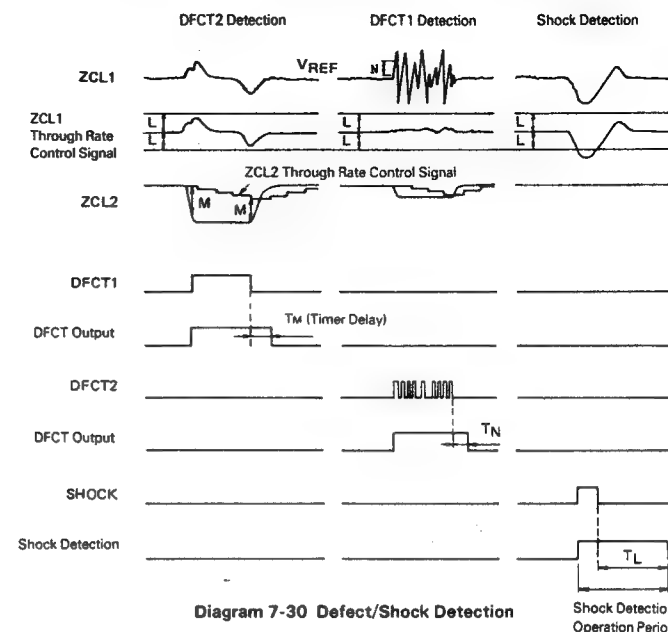 DFCT2 Detection
DFCT1 Detection
Shock Detection
ZCL1
VREF
N
ZCL1
Through Rate
Control Signal
L
L
L
L
L
L
ZCL2 Through Rate Control Signal
ZCL2
M
M
DFCT1
TM (Timer Delay)
DFCT Output
DFCT2
DFCT Output
TN
SHOCK
Shock Detection
TL
Diagram 7-30 Defect/Shock Detection
Shock Detectio
Operation Perio